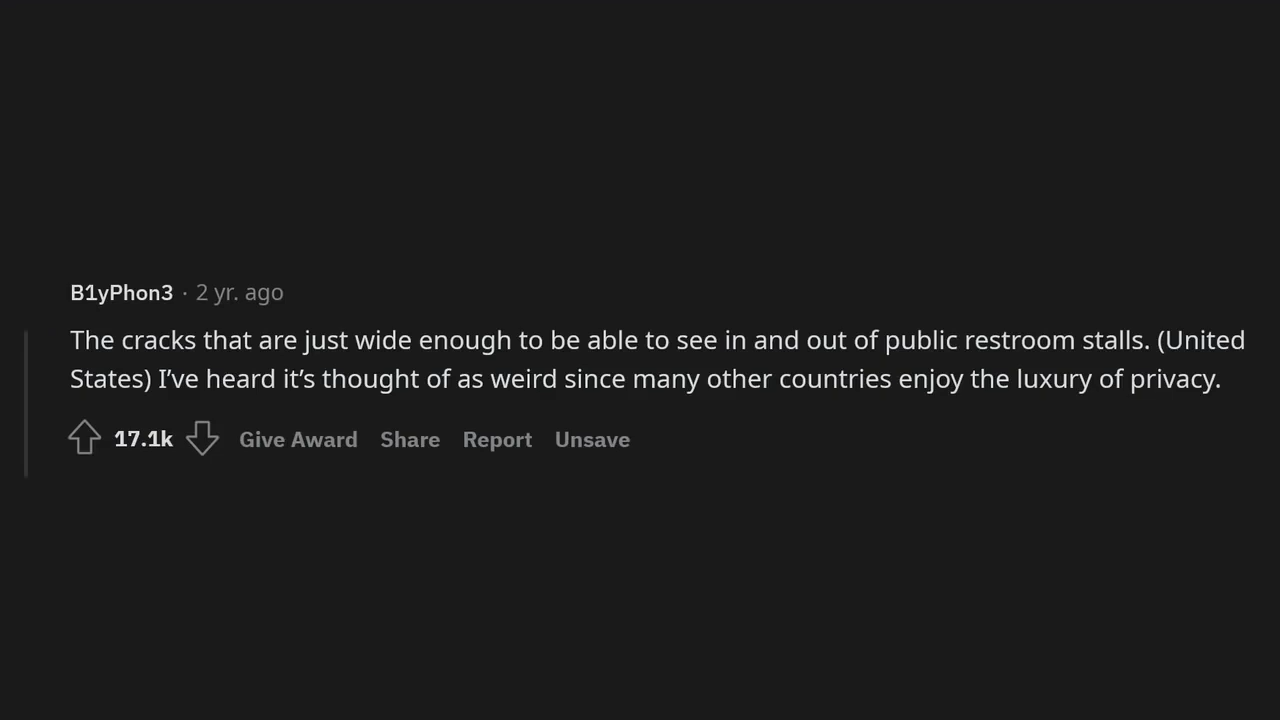 B1yPhon3 · 2 yr. ago
The cracks that are just wide enough to be able to see in and out of public restroom stalls. (United
States) I’ve heard it’s thought of as weird since many other countries enjoy the luxury of privacy.
17.1k Give Award Share Report Unsave